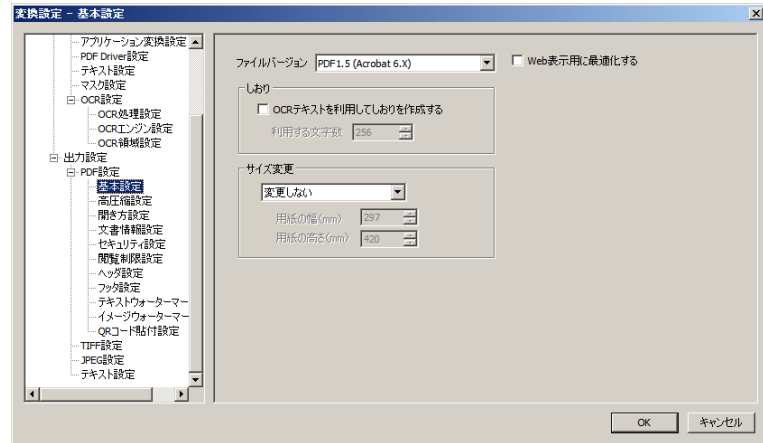 変換設定 - 基本設定
アプリケーション変換設定
PDF Driver設定
テキスト設定
マスク設定
OCR設定
OCR処理設定
OCRエンジン設定
OCR領域設定
出力設定
PDF設定
基本設定
高圧縮設定
開き方設定
文書情報設定
セキュリティ設定
閲覧制限設定
ヘッダ設定
フッタ設定
テキストウォーターマー
イメージウォーターマー
QRコード貼付設定
TIFF設定
JPEG設定
テキスト設定
ファイルバージョン PDF1.5 (Acrobat 6.X) Web表示用に最適化する
しおり
OCRテキストを利用してしおりを作成する
利用する文字数 256
サイズ変更
変更しない
用紙の幅(mm) 297
用紙の高さ(mm) 420
OK キャンセル